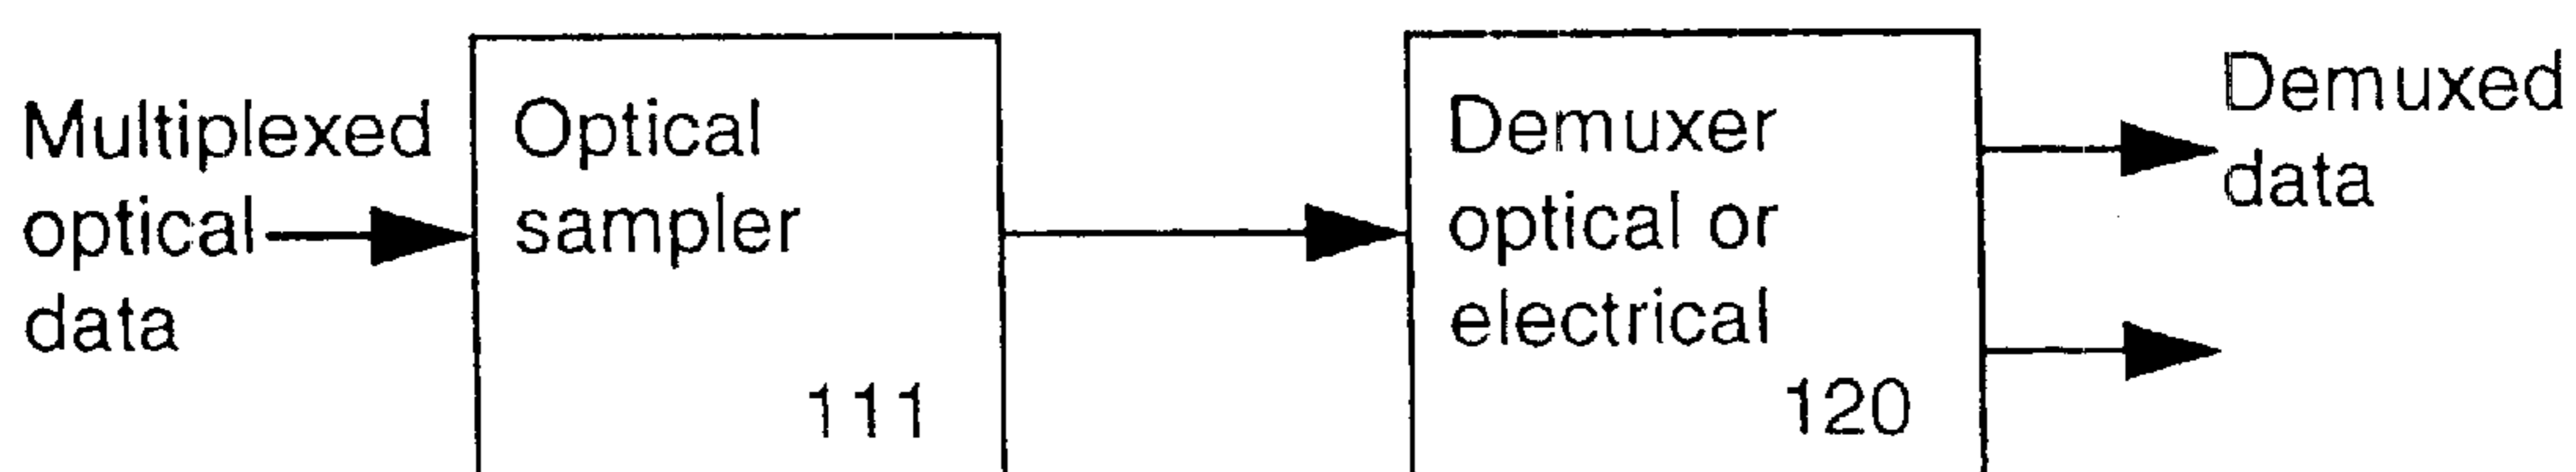 Multiplexed
optical
data
Optical
sampler
111
Demuxer
optical or
electrical
120
Demuxed
data